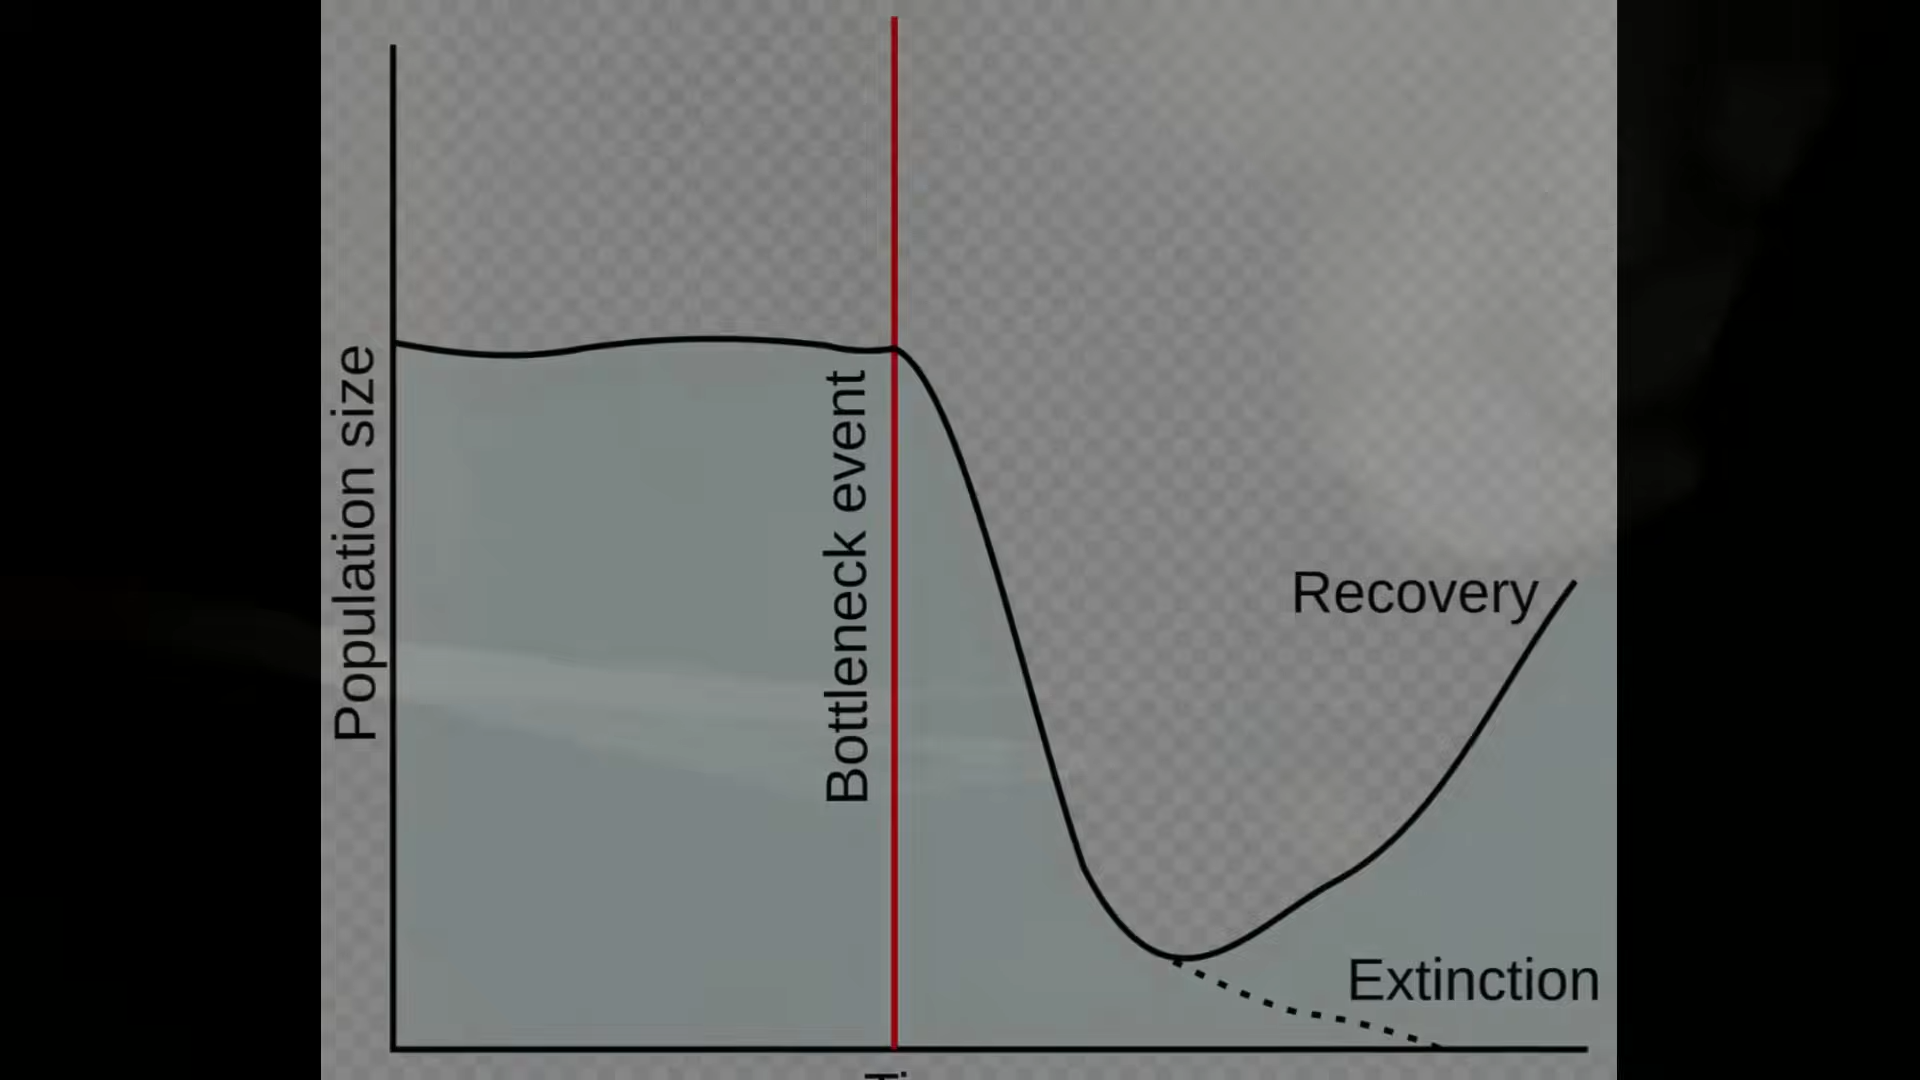 Population size
Bottleneck event
Recovery
Extinction